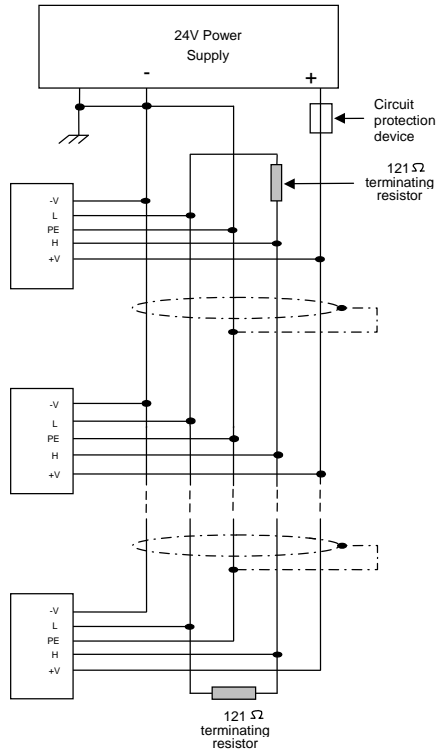 24V Power
Supply
-
+
Circuit
protection
device
121 Ω
terminating
resistor
-V
L
PE
H
+V
-V
L
PE
H
+V
-V
L
PE
H
+V
121 Ω
terminating
resistor